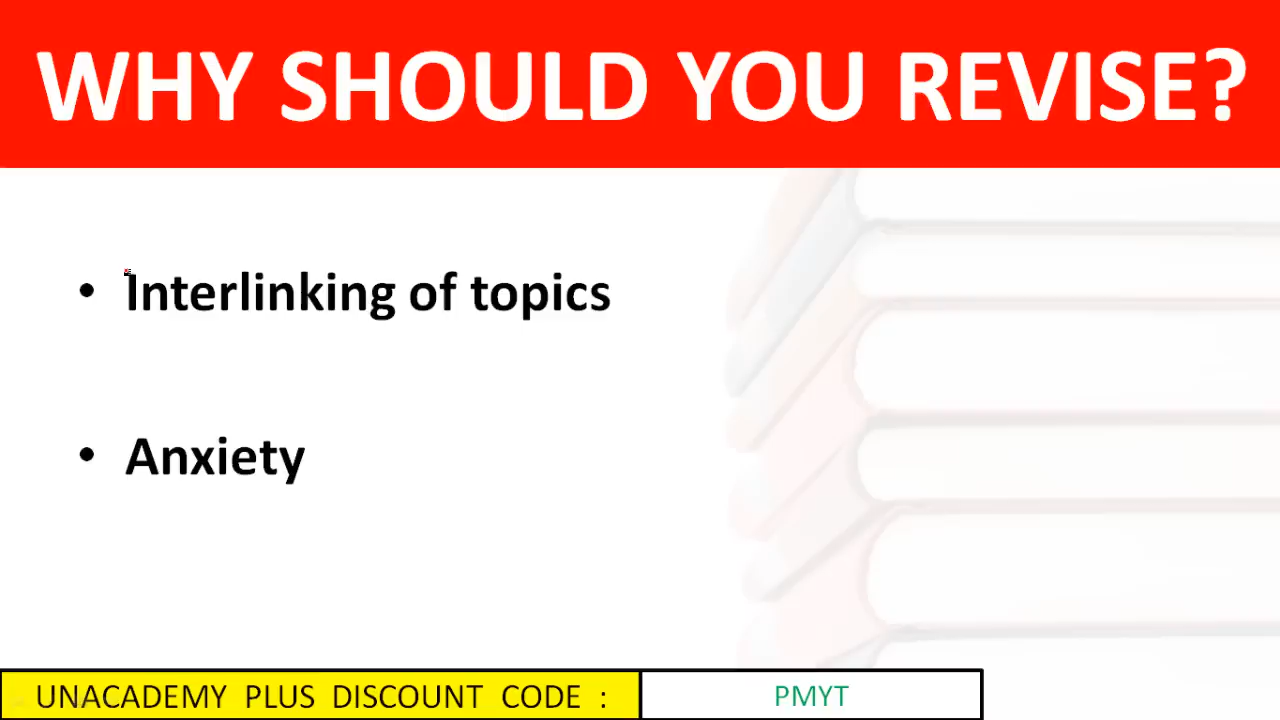 WHY SHOULD YOU REVISE?
• Interlinking of topics
• Anxiety
UNACADEMY PLUS DISCOUNT CODE : PMYT